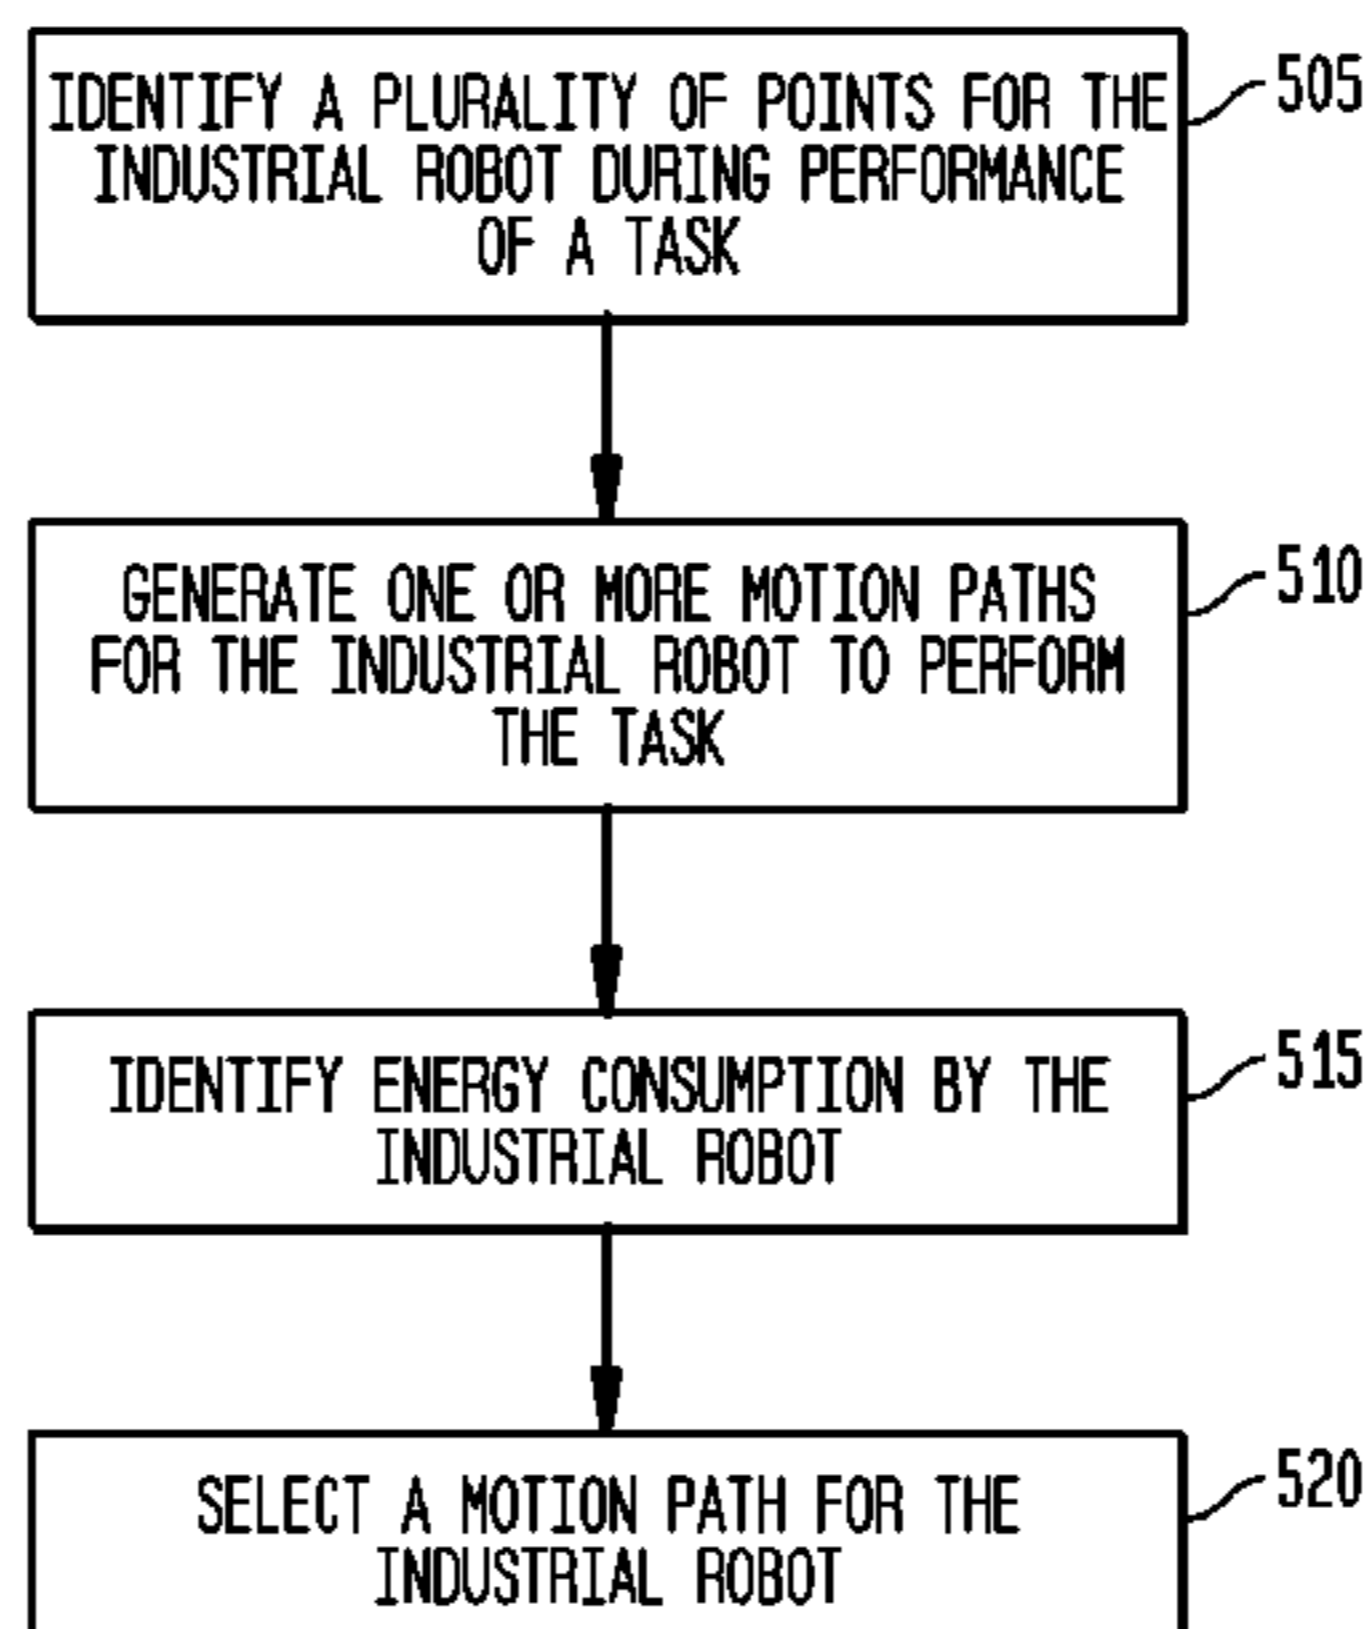 IDENTIFY A PLURALITY OF POINTS FOR THE
INDUSTRIAL ROBOT DURING PERFORMANCE
OF A TASK
505
GENERATE ONE OR MORE MOTION PATHS
FOR THE INDUSTRIAL ROBOT TO PERFORM
THE TASK
510
IDENTIFY ENERGY CONSUMPTION BY THE
INDUSTRIAL ROBOT
515
SELECT A MOTION PATH FOR THE
INDUSTRIAL ROBOT
520